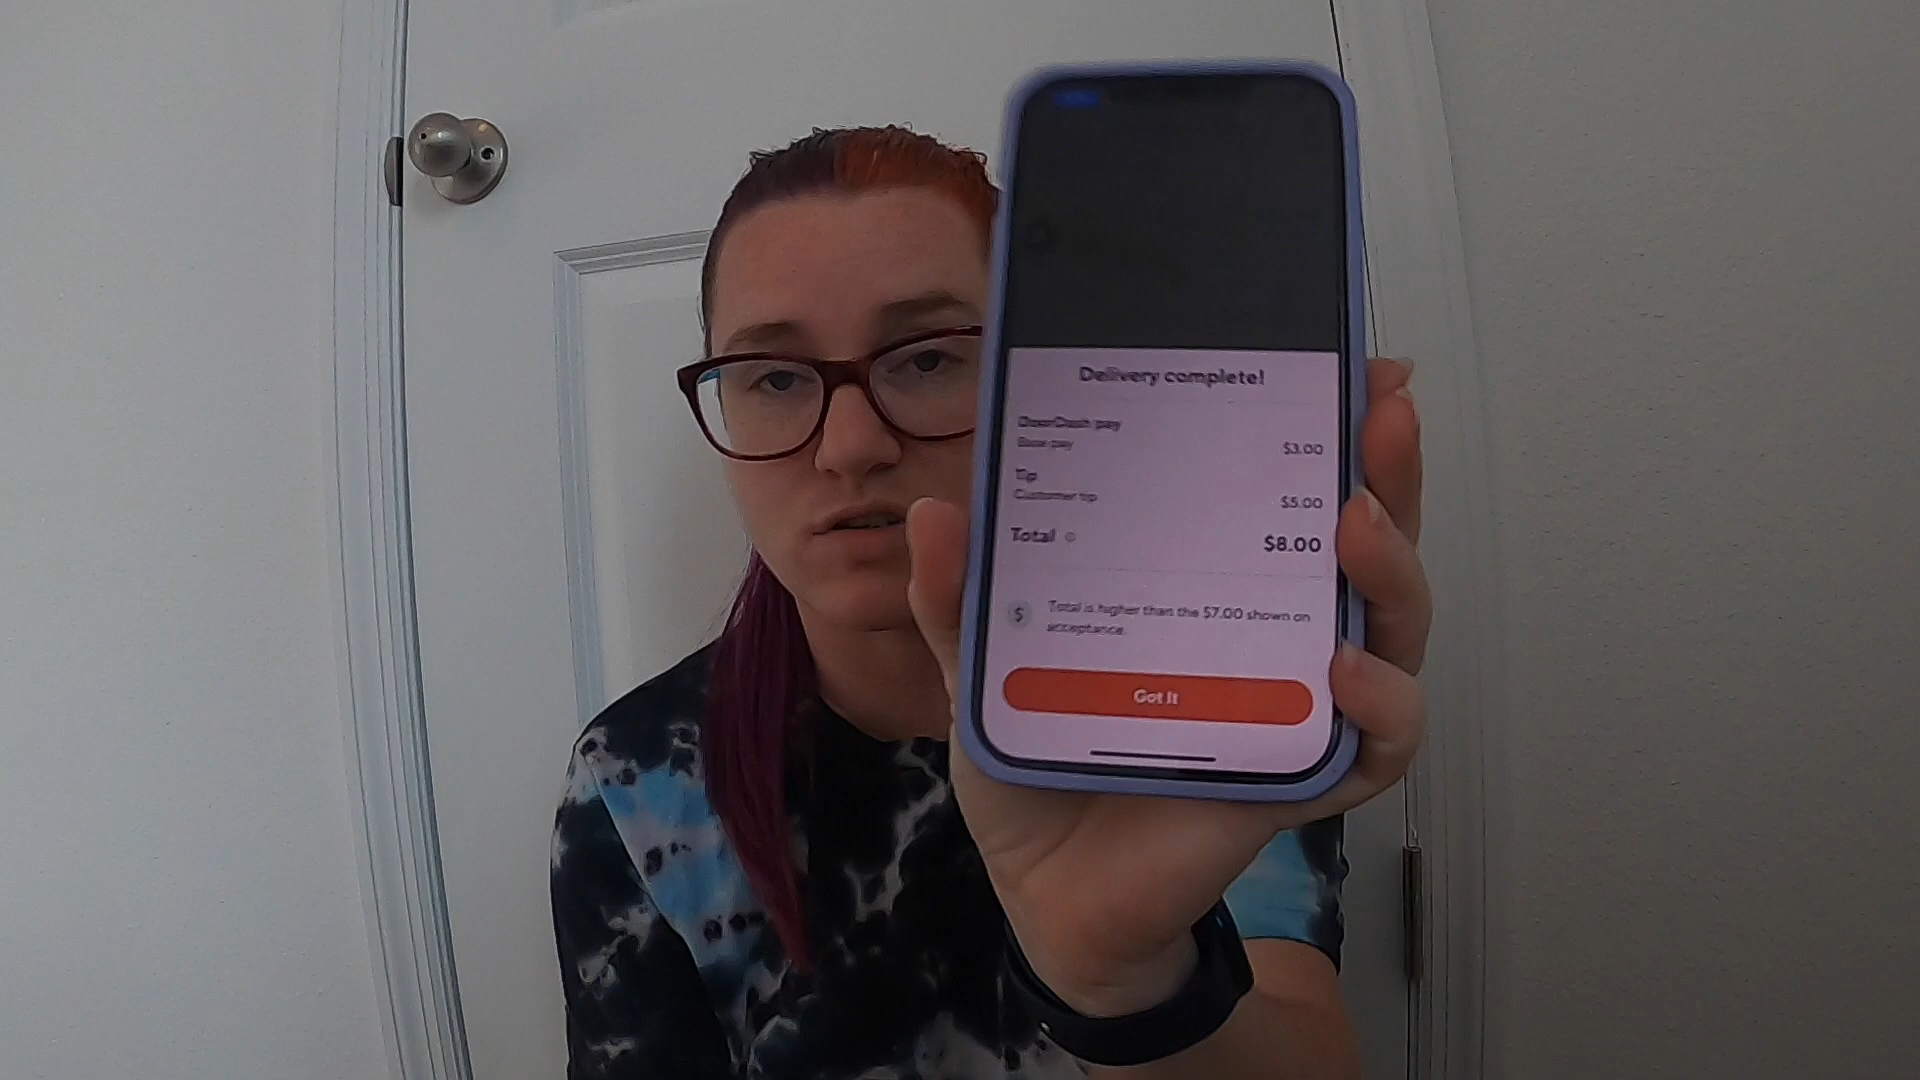 Delivery complete!
DoorDash pay
Base pay $3.00
Tip
Customer tip $5.00
Total $8.00
$ Total is higher than the $7.00 shown on
acceptance.
Got it